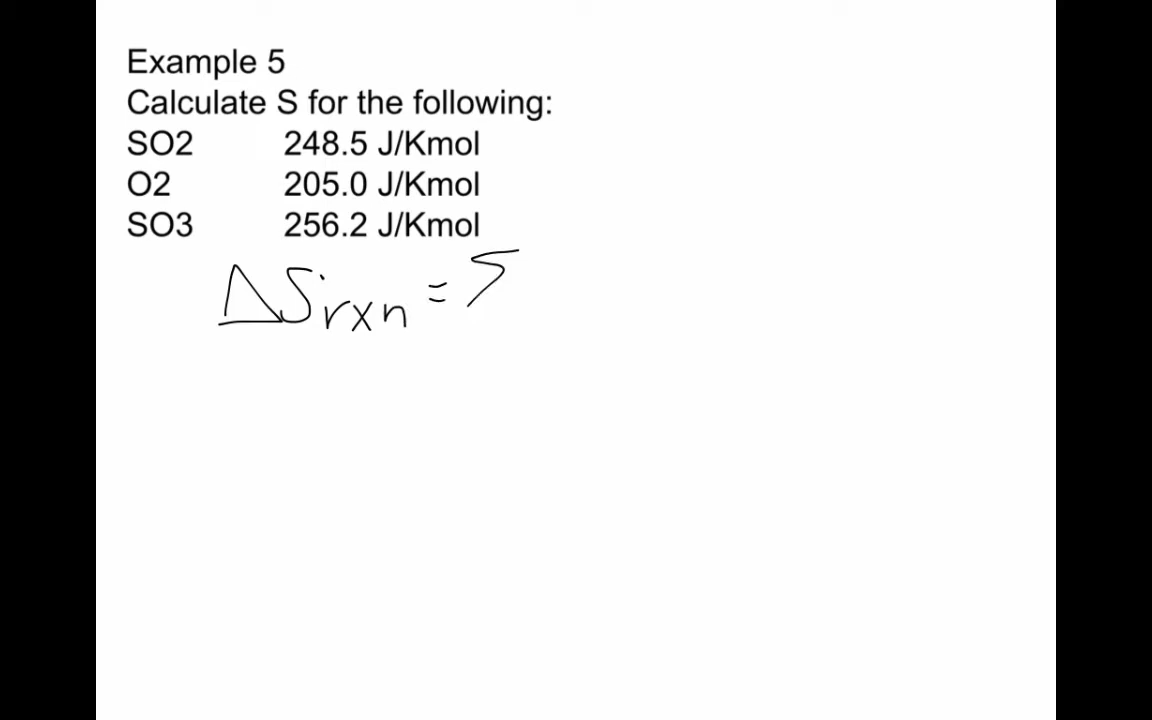 Example 5
Calculate S for the following:
SO2 248.5 J/Kmol
O2 205.0 J/Kmol
SO3 256.2 J/Kmol
ΔSrxn =